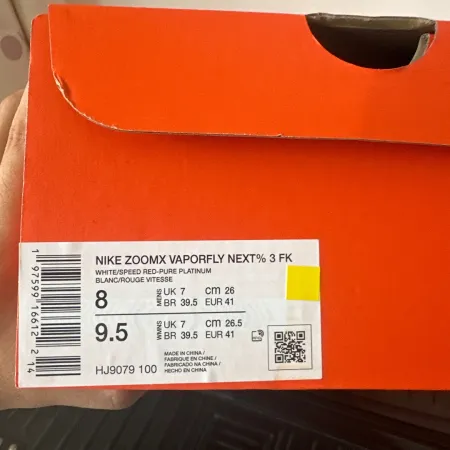 NIKE ZOOMX VAPORFLY NEXT% 3 FK
WHITE/SPEED RED-PURE PLATINUM
BLANC/ROUGE VITESSE
8 MENS UK 7 cm 26
BR 39.5 EUR 41
9.5 WMNS UK 7 cm 26.5
BR 39.5 EUR 41
HJ9079 100
MADE IN CHINA /
FABRIQUE EN CHINE /
FABRICADO NA CHINA /
HECHO EN CHINA
1 97599 16612 2 14